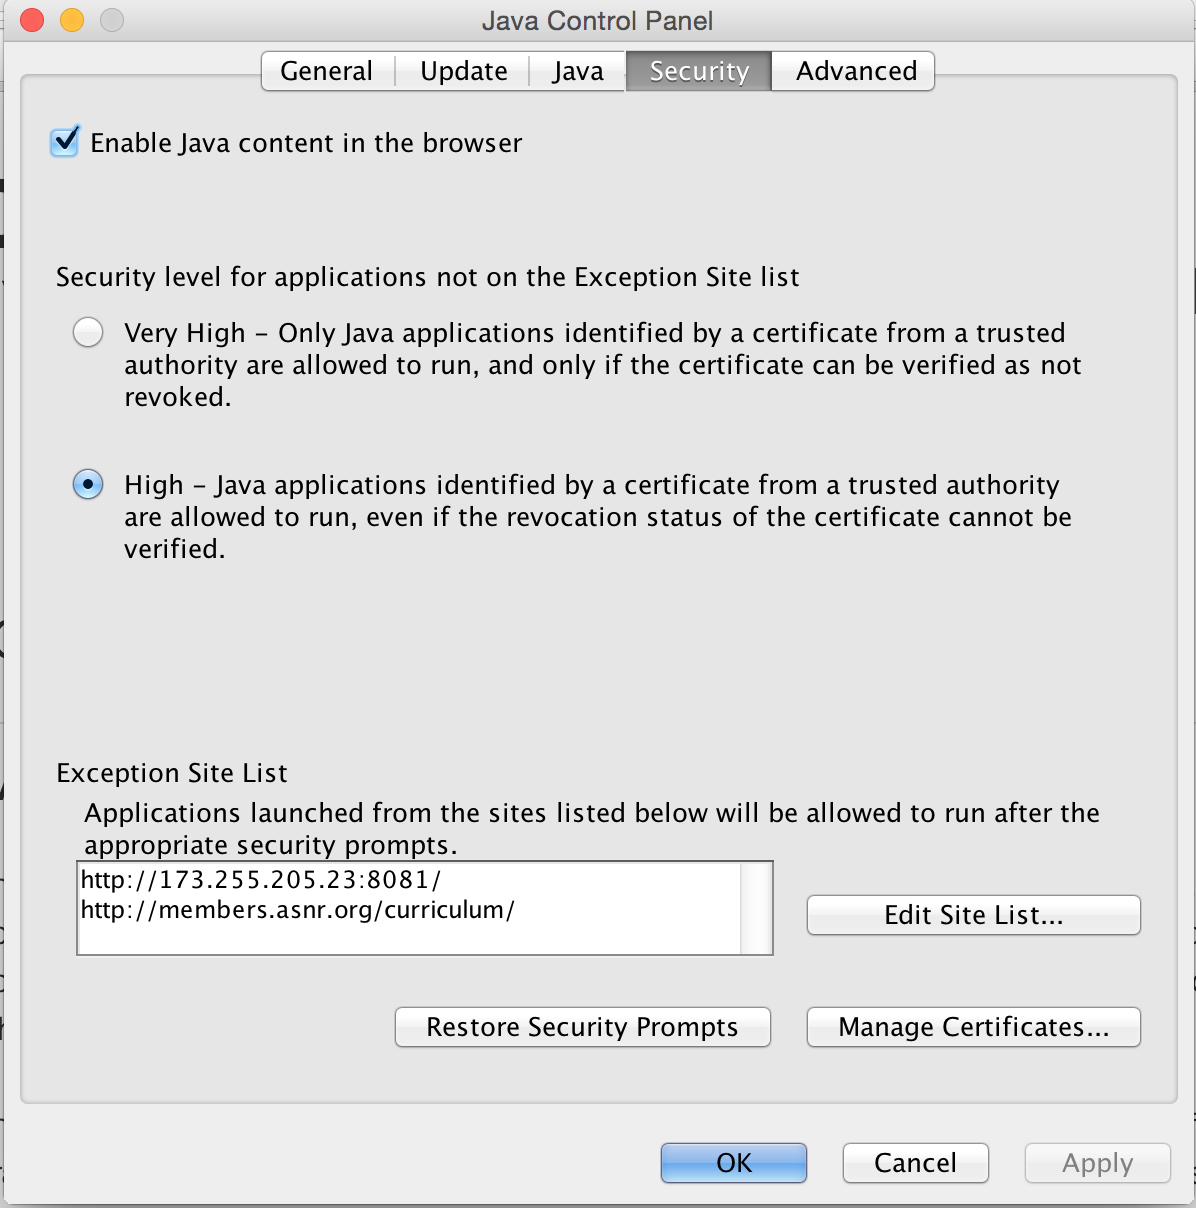 Java Control Panel
General Update Java Security Advanced
Enable Java content in the browser
Security level for applications not on the Exception Site list
Very High – Only Java applications identified by a certificate from a trusted
authority are allowed to run, and only if the certificate can be verified as not
revoked.
High – Java applications identified by a certificate from a trusted authority
are allowed to run, even if the revocation status of the certificate cannot be
verified.
Exception Site List
Applications launched from the sites listed below will be allowed to run after the
appropriate security prompts.
http://173.255.205.23:8081/
http://members.asnr.org/curriculum/
Edit Site List...
Restore Security Prompts Manage Certificates...
OK Cancel Apply